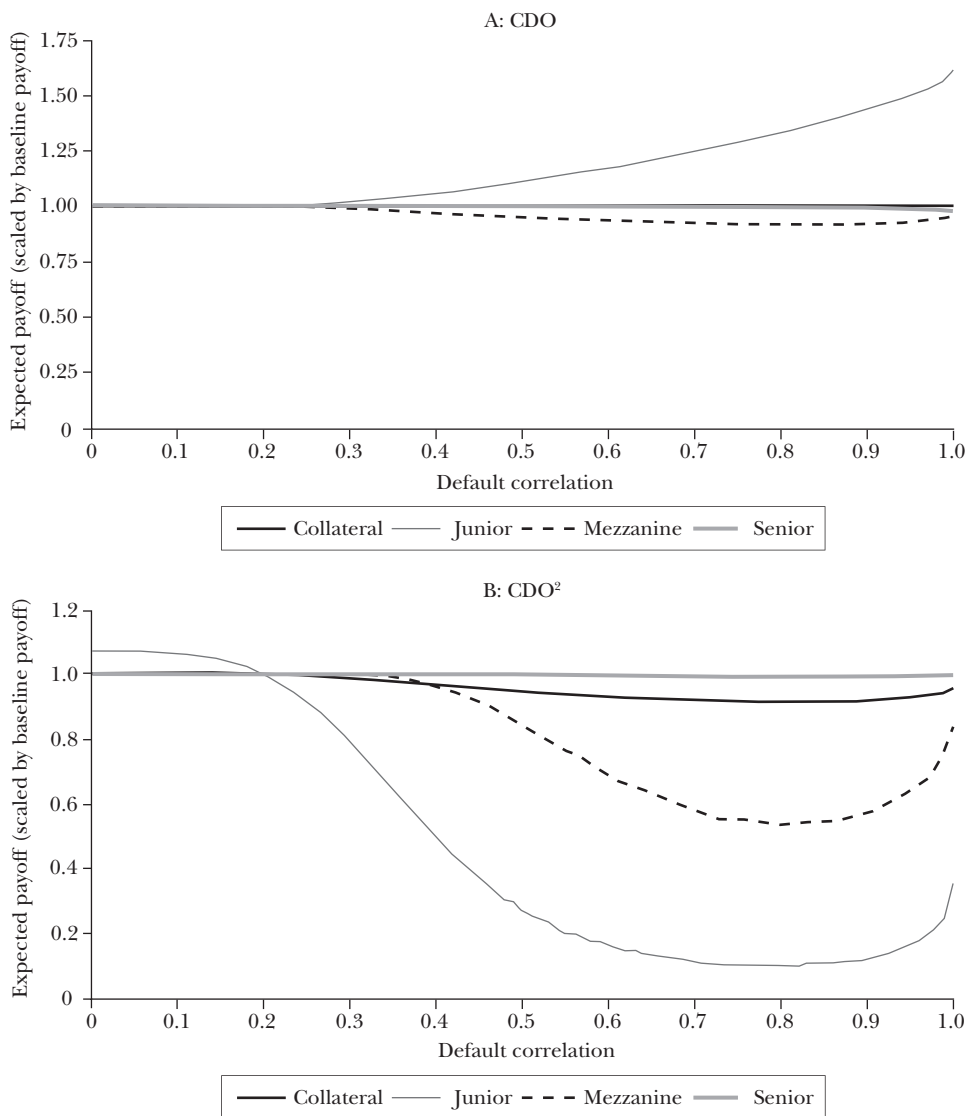 A: CDO
Expected payoff (scaled by baseline payoff)
1.75
1.50
1.25
1.00
0.75
0.50
0.25
0
0 0.1 0.2 0.3 0.4 0.5 0.6 0.7 0.8 0.9 1.0
Default correlation
Collateral Junior Mezzanine Senior
B: CDO²
Expected payoff (scaled by baseline payoff)
1.2
1.0
0.8
0.6
0.4
0.2
0
0 0.1 0.2 0.3 0.4 0.5 0.6 0.7 0.8 0.9 1.0
Default correlation
Collateral Junior Mezzanine Senior